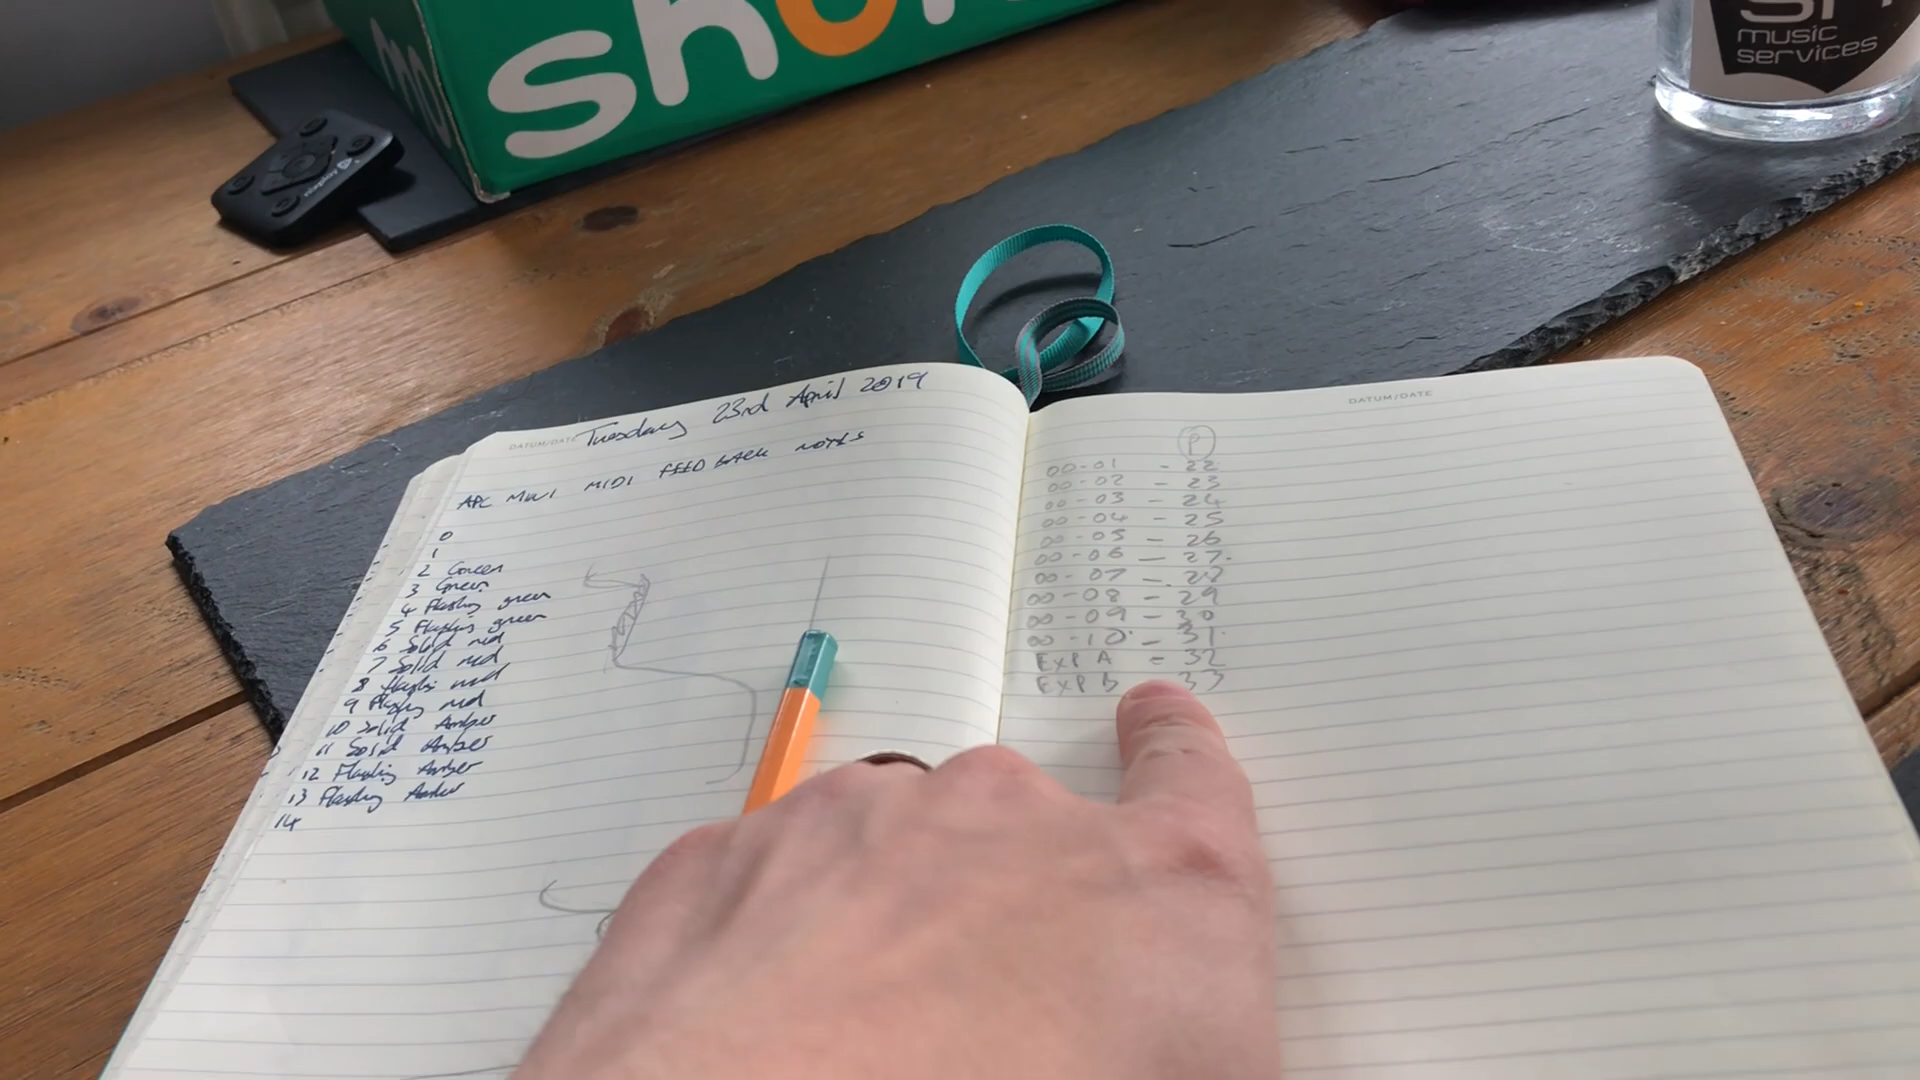 sho
music
services
DATUM/DATE Tuesday 23rd April 2019
APC MINI MIDI FEEDBACK NOTES
0
1
2 Green
3 Green
4 Flashing green
5 Flashing green
6 Solid red
7 Solid red
8 flashing red
9 Flashing red
10 Solid Amber
11 Solid Amber
12 Flashing Amber
13 Flashing Amber
14
DATUM/DATE
P
00-01 - 22
00-02 - 23
00-03 - 24
00-04 - 25
00-05 - 26
00-06 - 27
00-07 - 28
00-08 - 29
00-09 - 30
00-10 - 31
EXP A = 32
EXP B 33